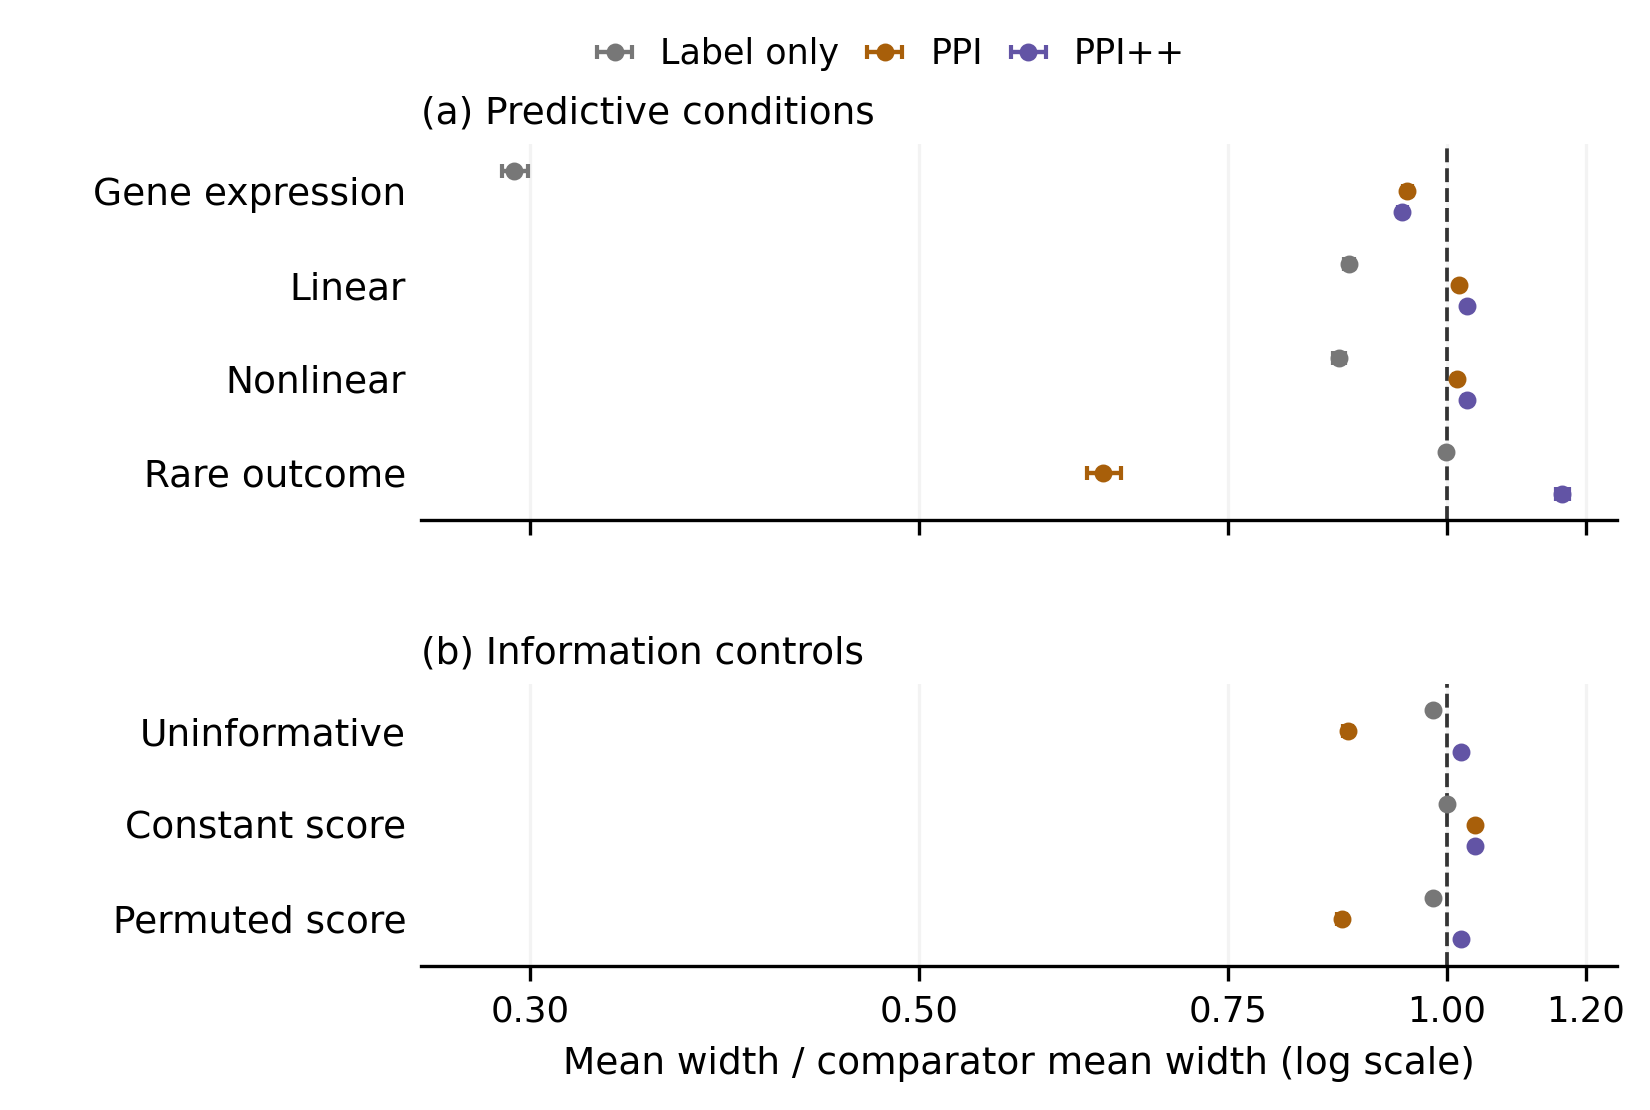 Label only PPI PPI++
(a) Predictive conditions
Gene expression
Linear
Nonlinear
Rare outcome
(b) Information controls
Uninformative
Constant score
Permuted score
0.30 0.50 0.75 1.00 1.20
Mean width / comparator mean width (log scale)